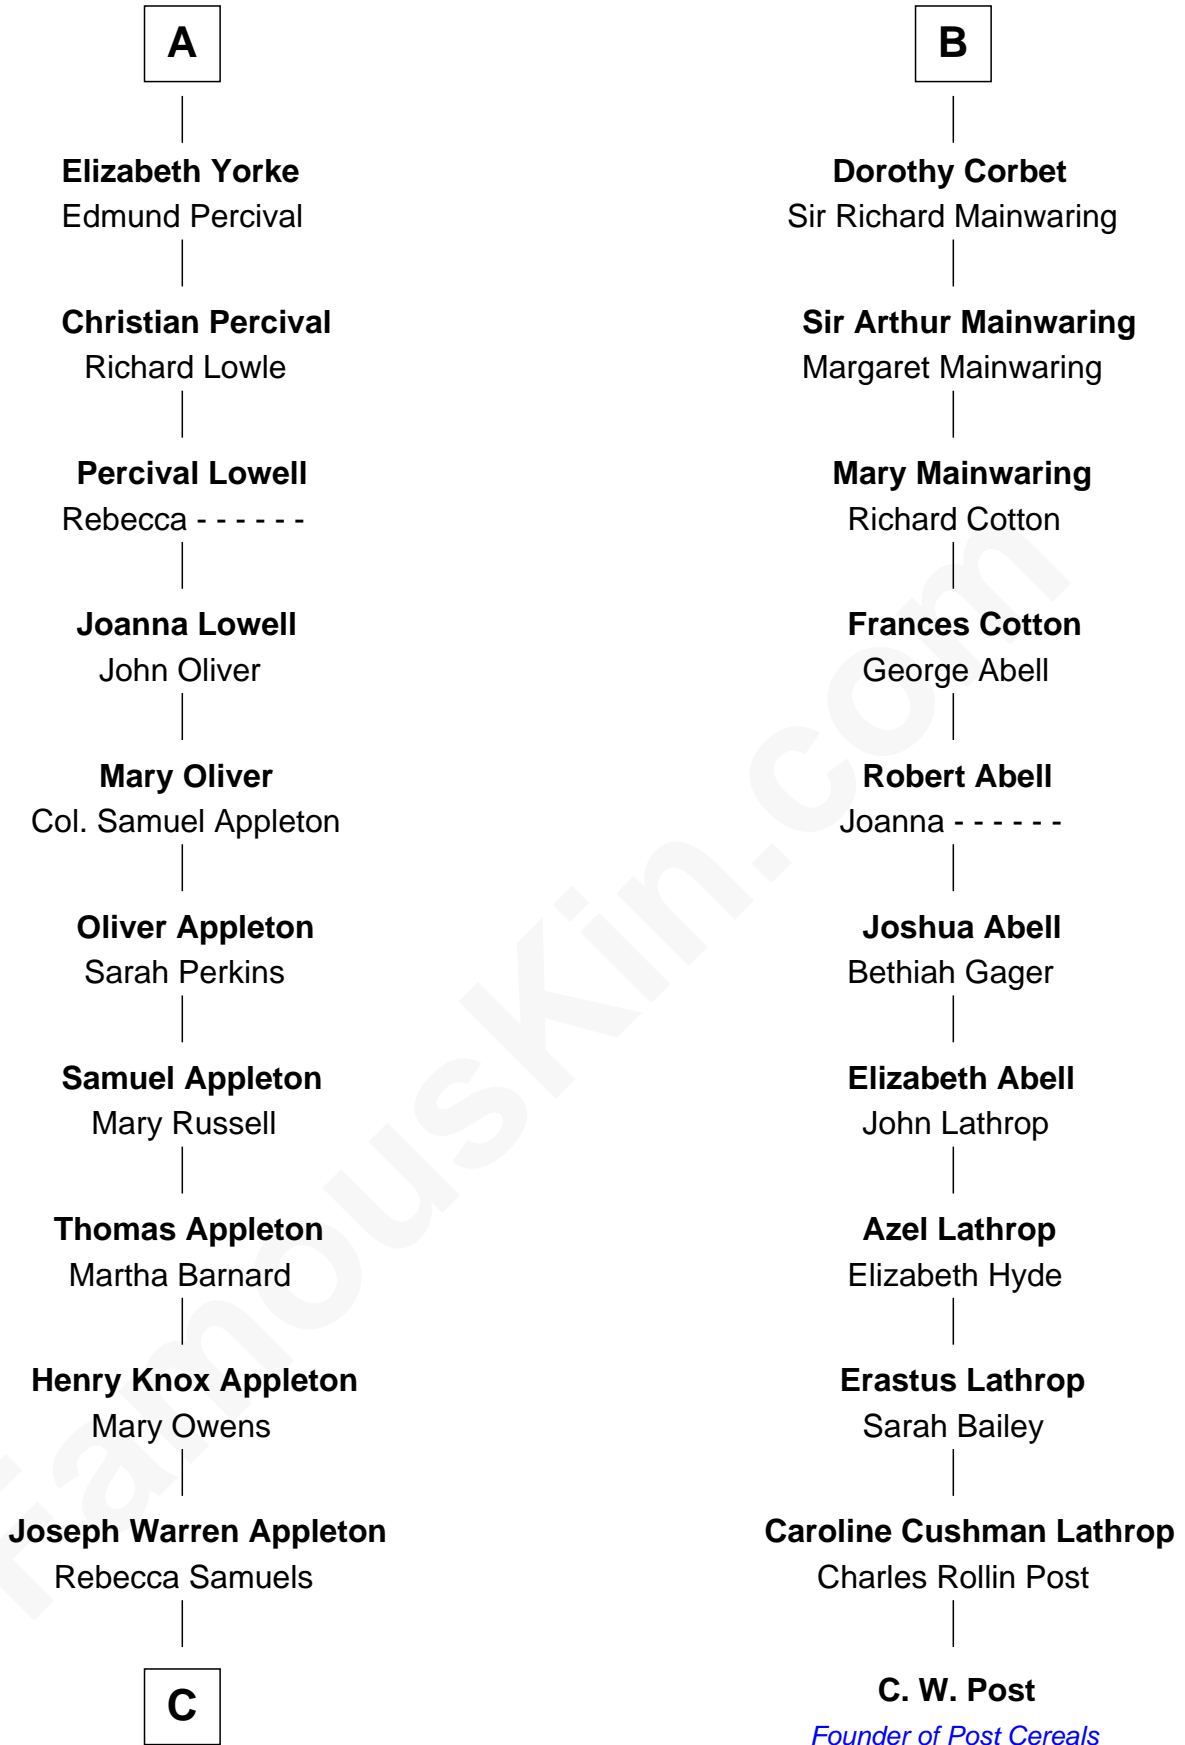 A
Elizabeth Yorke
Edmund Percival
Christian Percival
Richard Lowle
Percival Lowell
Rebecca - - - - - -
Joanna Lowell
John Oliver
Mary Oliver
Col. Samuel Appleton
Oliver Appleton
Sarah Perkins
Samuel Appleton
Mary Russell
Thomas Appleton
Martha Barnard
Henry Knox Appleton
Mary Owens
Joseph Warren Appleton
Rebecca Samuels
C
B
Dorothy Corbet
Sir Richard Mainwaring
Sir Arthur Mainwaring
Margaret Mainwaring
Mary Mainwaring
Richard Cotton
Frances Cotton
George Abell
Robert Abell
Joanna - - - - - -
Joshua Abell
Bethiah Gager
Elizabeth Abell
John Lathrop
Azel Lathrop
Elizabeth Hyde
Erastus Lathrop
Sarah Bailey
Caroline Cushman Lathrop
Charles Rollin Post
C. W. Post
Founder of Post Cereals
FamousKin.com